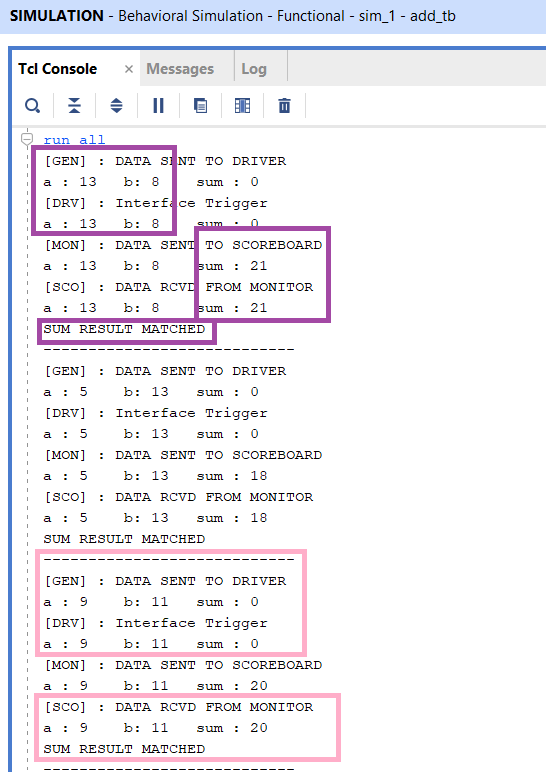 SIMULATION - Behavioral Simulation - Functional - sim_1 - add_tb
Tcl Console × Messages Log
run all
[GEN] : DATA SENT TO DRIVER
a : 13 b: 8 sum : 0
[DRV] : Interface Trigger
a : 13 b: 8 sum : 0
[MON] : DATA SENT TO SCOREBOARD
a : 13 b: 8 sum : 21
[SCO] : DATA RCVD FROM MONITOR
a : 13 b: 8 sum : 21
SUM RESULT MATCHED
----------------------------
[GEN] : DATA SENT TO DRIVER
a : 5 b: 13 sum : 0
[DRV] : Interface Trigger
a : 5 b: 13 sum : 0
[MON] : DATA SENT TO SCOREBOARD
a : 5 b: 13 sum : 18
[SCO] : DATA RCVD FROM MONITOR
a : 5 b: 13 sum : 18
SUM RESULT MATCHED
----------------------------
[GEN] : DATA SENT TO DRIVER
a : 9 b: 11 sum : 0
[DRV] : Interface Trigger
a : 9 b: 11 sum : 0
[MON] : DATA SENT TO SCOREBOARD
a : 9 b: 11 sum : 20
[SCO] : DATA RCVD FROM MONITOR
a : 9 b: 11 sum : 20
SUM RESULT MATCHED
----------------------------